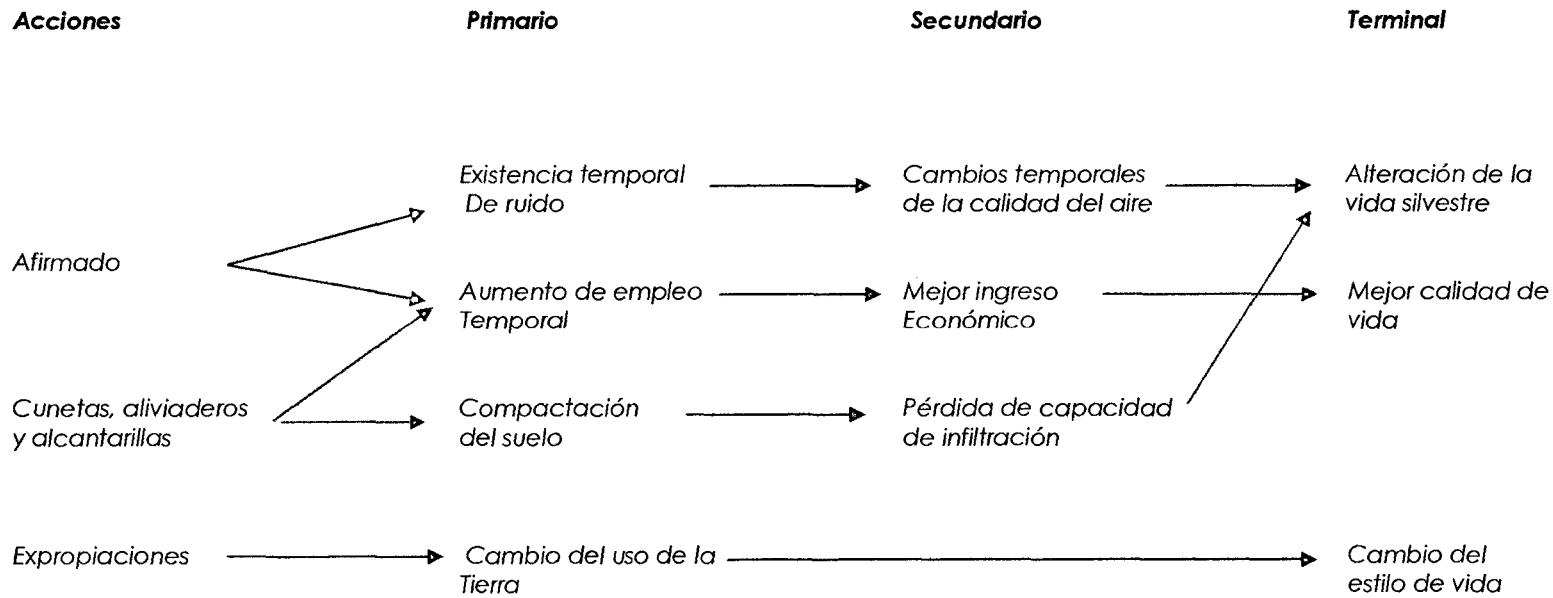 Acciones
Primario
Secundario
Terminal
Existencia temporal
De ruido
Cambios temporales
de la calidad del aire
Alteración de la
vida silvestre
Afirmado
Aumento de empleo
Temporal
Mejor ingreso
Económico
Mejor calidad de
vida
Cunetas, aliviaderos
y alcantarillas
Compactación
del suelo
Pérdida de capacidad
de infiltración
Expropiaciones
Cambio del uso de la
Tierra
Cambio del
estilo de vida